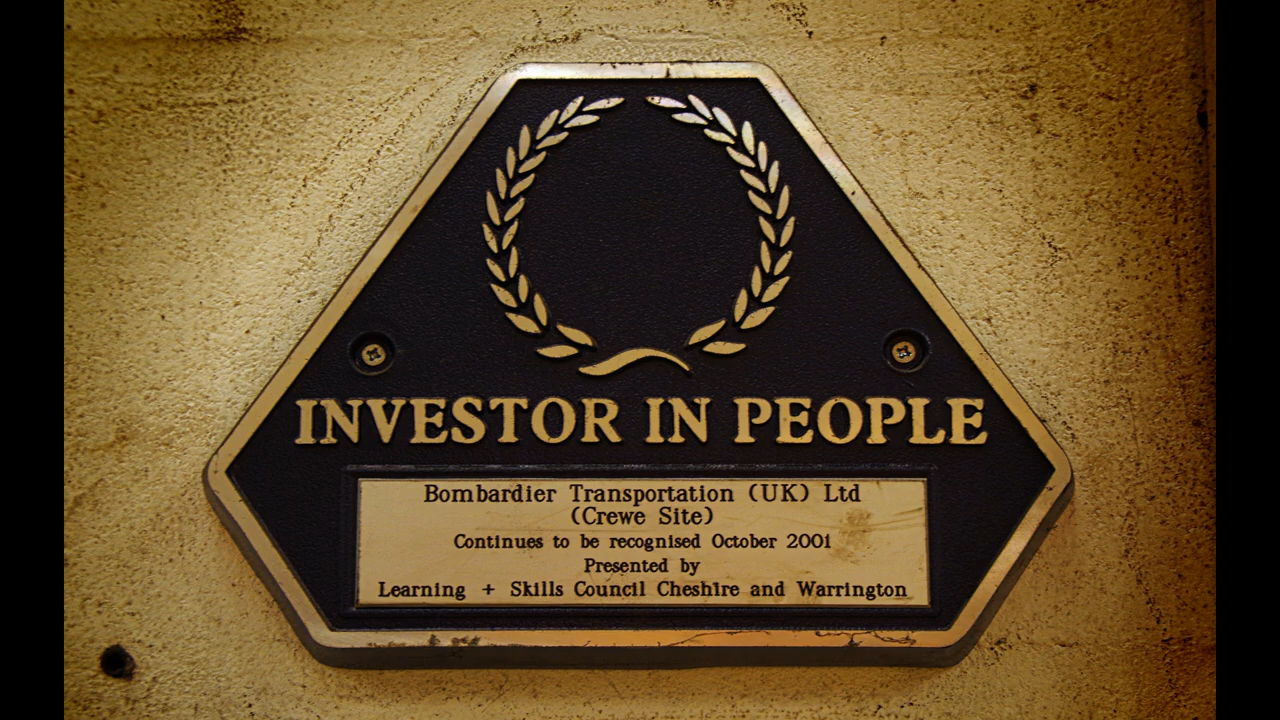 INVESTOR IN PEOPLE
Bombardier Transportation (UK) Ltd
(Crewe Site)
Continues to be recognised October 2001
Presented by
Learning + Skills Council Cheshire and Warrington